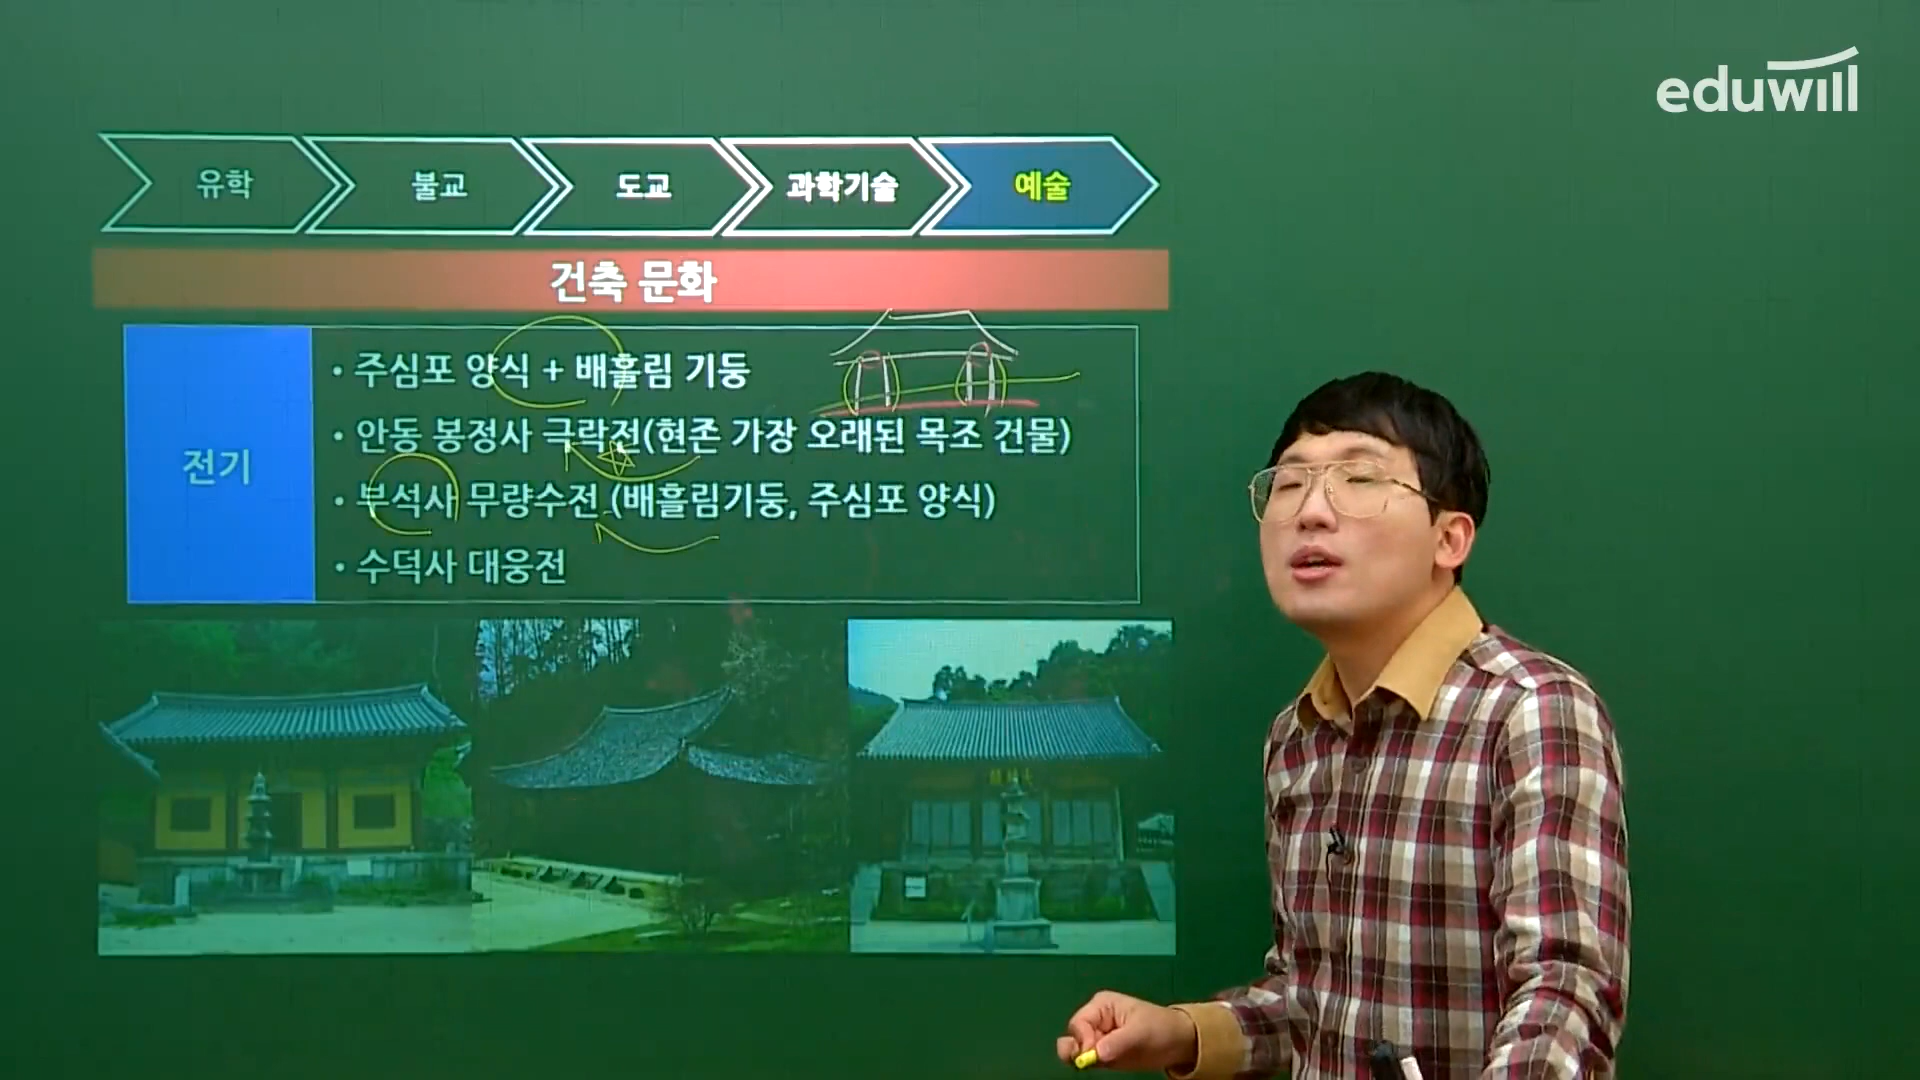 eduwill
유학 불교 도교 과학기술 예술
건축 문화
전기
• 주심포 양식 + 배흘림 기둥
• 안동 봉정사 극락전(현존 가장 오래된 목조 건물)
• 부석사 무량수전 (배흘림기둥, 주심포 양식)
• 수덕사 대웅전